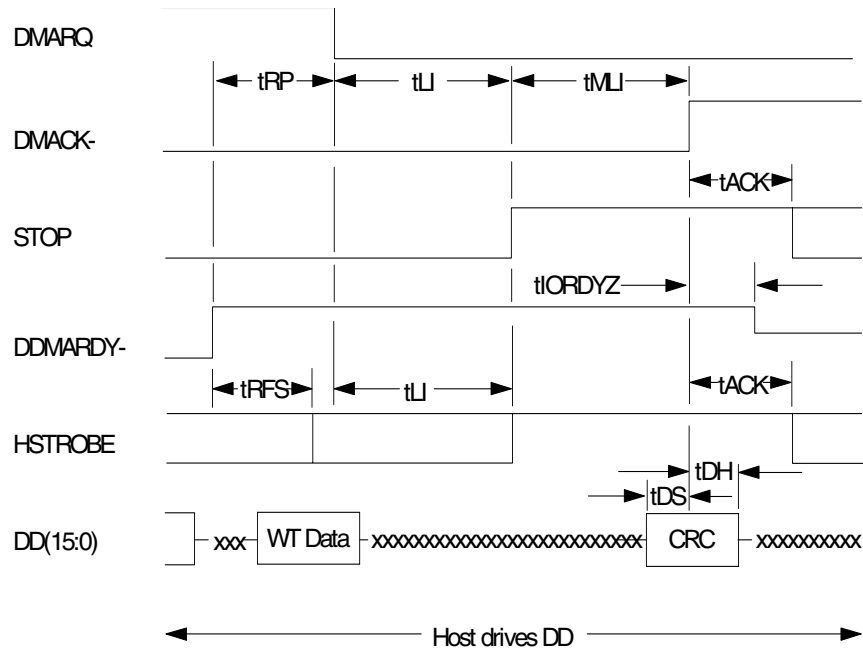 DMARQ
tRP tLI tMLI
DMACK-
tACK
STOP
tIORDYZ
DDMARDY-
tRFS tLI tACK
HSTROBE
tDH
tDS
DD(15:0) xxx WT Data xxxxxxxxxxxxxxxxxxxxxxxxxx CRC xxxxxxxxxx
Host drives DD